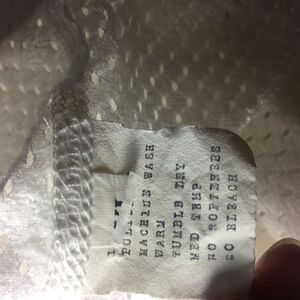 MACHINE WASH
WARM
TUMBLE DRY
MED TEMP
NO SOFTENERS
NO BLEACH